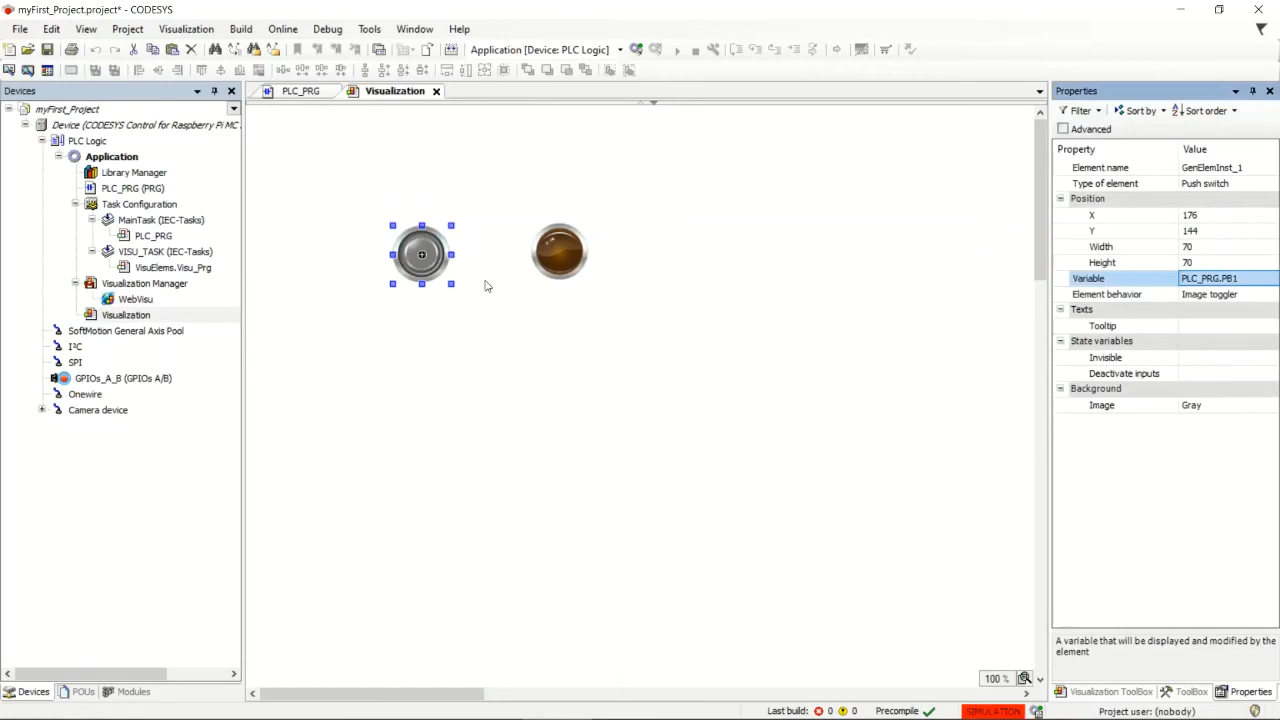 myFirst_Project.project* - CODESYS
File Edit View Project Visualization Build Online Debug Tools Window Help
Application [Device: PLC Logic]
Devices
PLC_PRG
Visualization
Properties
myFirst_Project
Device (CODESYS Control for Raspberry Pi MC
PLC Logic
Application
Library Manager
PLC_PRG (PRG)
Task Configuration
MainTask (IEC-Tasks)
PLC_PRG
VISU_TASK (IEC-Tasks)
VisuElems.Visu_Prg
Visualization Manager
WebVisu
Visualization
SoftMotion General Axis Pool
I²C
SPI
GPIOs_A_B (GPIOs A/B)
Onewire
Camera device
Filter Sort by Sort order
Advanced
Property Value
Element name GenElemInst_1
Type of element Push switch
Position
X 176
Y 144
Width 70
Height 70
Variable PLC_PRG.PB1
Element behavior Image toggler
Texts
Tooltip
State variables
Invisible
Deactivate inputs
Background
Image Gray
A variable that will be displayed and modified by the
element
100 %
Devices POUs Modules
Visualization ToolBox ToolBox Properties
Last build: 0 0 Precompile SIMULATION Project user: (nobody)